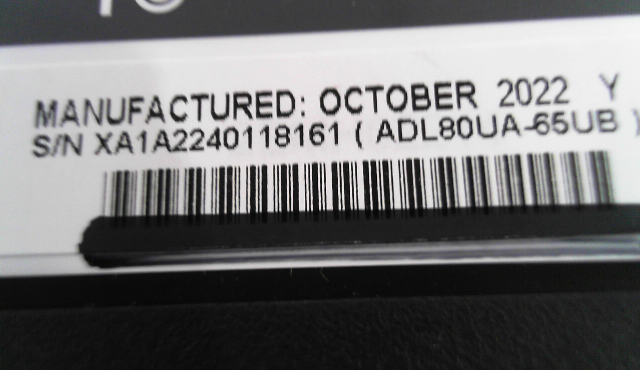 MANUFACTURED: OCTOBER 2022 Y
S/N XA1A2240118161 ( ADL80UA-65UB )